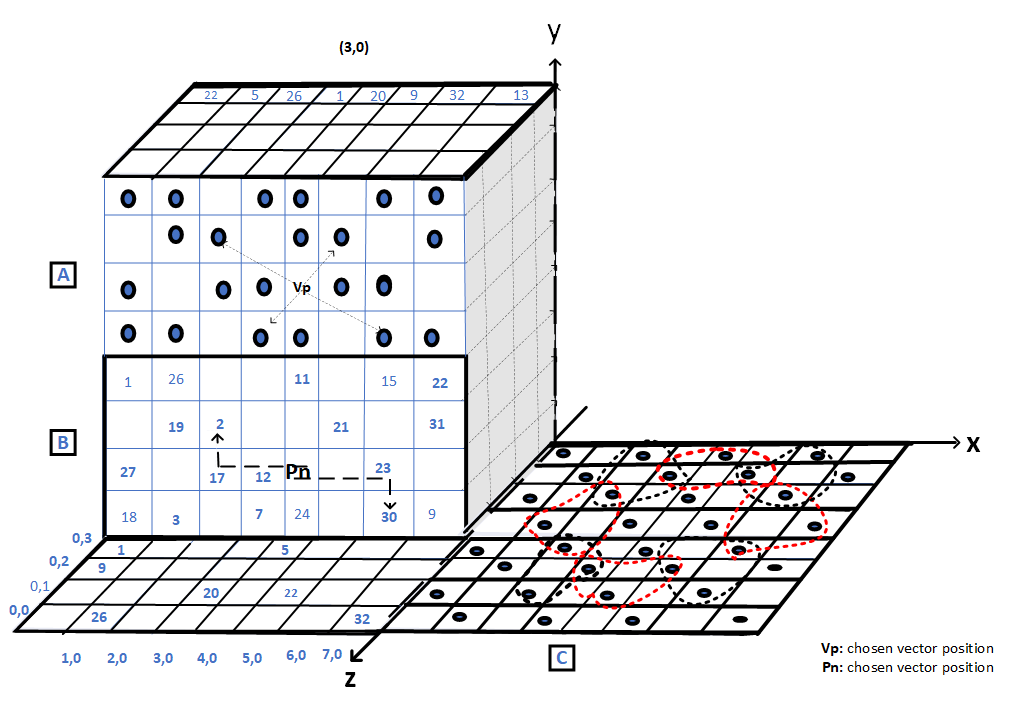 y
(3,0)
22 5 26 1 20 9 32 13
A
Vp
1 26 11 15 22
B
19 2 21 31
X
27 17 12 Pn 23
18 3 7 24 30 9
0,3
1 5
0,2
9
0,1
20 22
0,0
26 32
1,0 2,0 3,0 4,0 5,0 6,0 7,0
C
Z
Vp: chosen vector position
Pn: chosen vector position